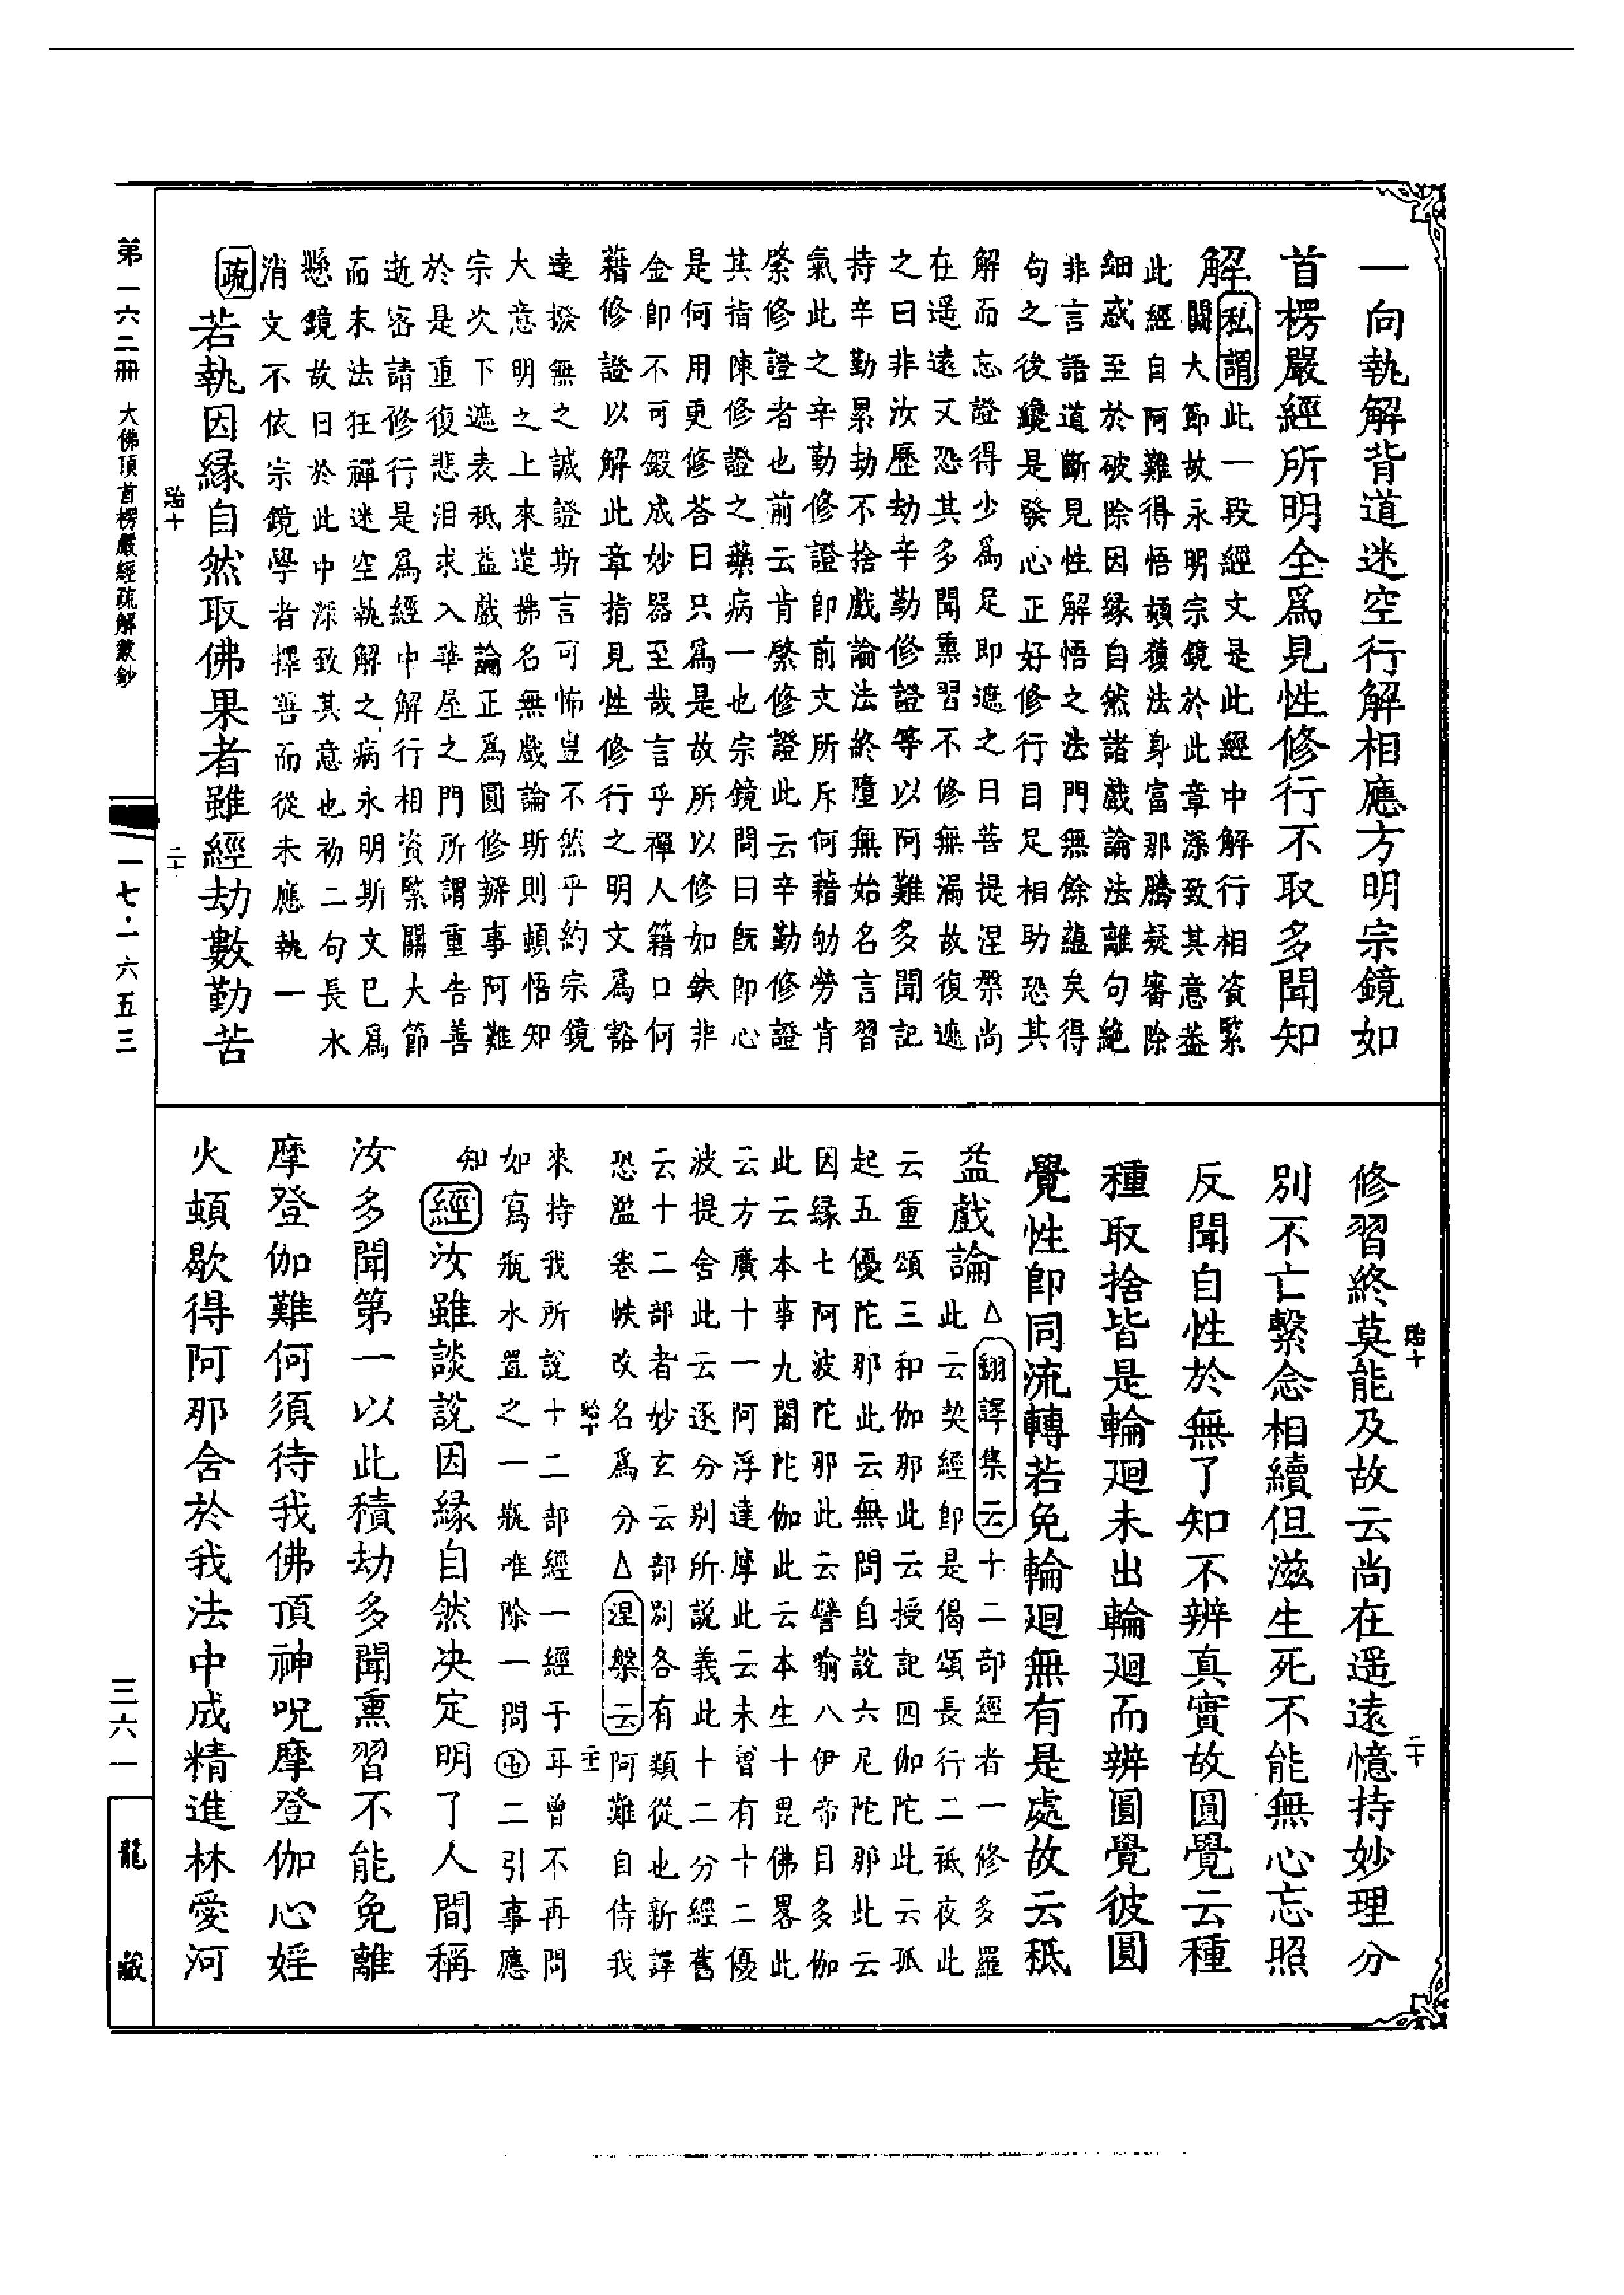 一向執解背道迷空行解相應方明宗鏡如
首楞嚴經所明全爲見性修行不取多聞知
解私謂此一段經文是此經中解行相資緊
關大節故永明宗鏡於此章深致其意葢
此經自阿難得悟頓獲法身富那騰疑審除
細惑至於破除因緣自然諸戲論法離句絕
非言語道斷見性解悟之法門無餘蘊矣得
句之後纔是發心正好修行目足相助恐其
解而忘證得少爲足即遮之曰菩提涅槃尚
在遥遠又恐其多聞熏習不修無漏故復遮
之曰非汝歷劫辛勤修證等以阿難多聞記
持辛勤累劫不捨戲論法終墮無始名言習
氣此之辛勤修證即前文所斥何藉劬勞肯
綮修證者也前云肯綮修證此云辛勤修證
其指陳修證之藥病一也宗鏡問曰旣即心
是何用更修荅曰只爲是故所以修如鉄非
金即不可鍛成妙器至哉言乎禪人籍口何
藉修證以解此章指見性修行之明文爲豁
達撥無之誠證斯言可怖豈不然乎約宗鏡
大意明之上來遣拂名無戲論斯則頓悟知
宗次下遮表秖益戲論正爲圓修辨事阿難
於是重復悲泪求入華屋之門所謂重告善
逝密請修行是爲經中解行相資緊關大節
而末法狂禪迷空執解之病永明斯文已爲
懸鏡故曰於此中深致其意也初二句長水
消文不依宗鏡學者擇善而從未應執一
疏若執因緣自然取佛果者雖經劫數勤苦
修習終莫能及故云尚在遥遠憶持妙理分
別不亡繫念相續但滋生死不能無心忘照
反聞自性於無了知不辨真實故圓覺云種
種取捨皆是輪廻未出輪廻而辨圓覺彼圓
覺性即同流轉若免輪廻無有是處故云秖
益戲論△翻譯集云十二部經者一修多羅
此云契經即是偈頌長行二祗夜此
云重頌三和伽那此云授記四伽陀此云孤
起五優陀那此云無問自說六尼陀那此云
因緣七阿波陀那此云譬喻八伊帝目多伽
此云本事九闍陀伽此云本生十毘佛畧此
云方廣十一阿浮達摩此云未曾有十二優
波提舍此云逐分別所說義此十二分經舊
云十二部者妙玄云部別各有類從也新譯
恐濫卷帙改名爲分△涅槃云阿難自侍我
來持我所說十二部經一經于耳曾不再問
如寫瓶水置之一瓶唯除一問㊉二引事應
知經汝雖談說因緣自然决定明了人間稱
汝多聞第一以此積劫多聞熏習不能免離
摩登伽難何須待我佛頂神呪摩登伽心婬
火頓歇得阿那含於我法中成精進林愛河
第一六二冊 大佛頂首楞嚴經疏解蒙鈔
一七·一六五三
三六一
龍藏